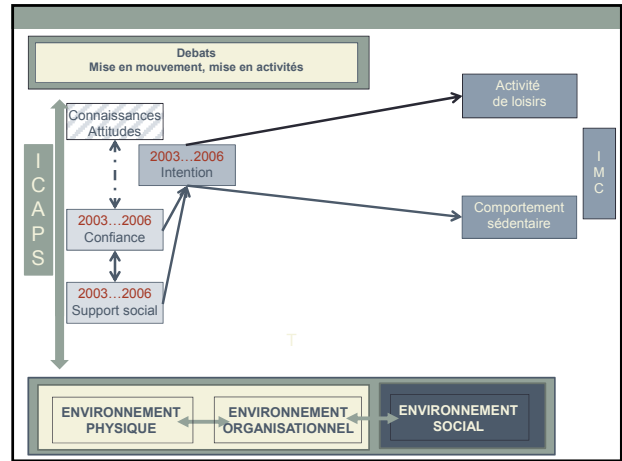 Debats
Mise en mouvement, mise en activités
Activité
de loisirs
Connaissances
Attitudes
2003...2006
Intention
I
C
A
P
S
I
M
C
Comportement
sédentaire
2003...2006
Confiance
2003...2006
Support social
T
ENVIRONNEMENT
PHYSIQUE
ENVIRONNEMENT
ORGANISATIONNEL
ENVIRONNEMENT
SOCIAL